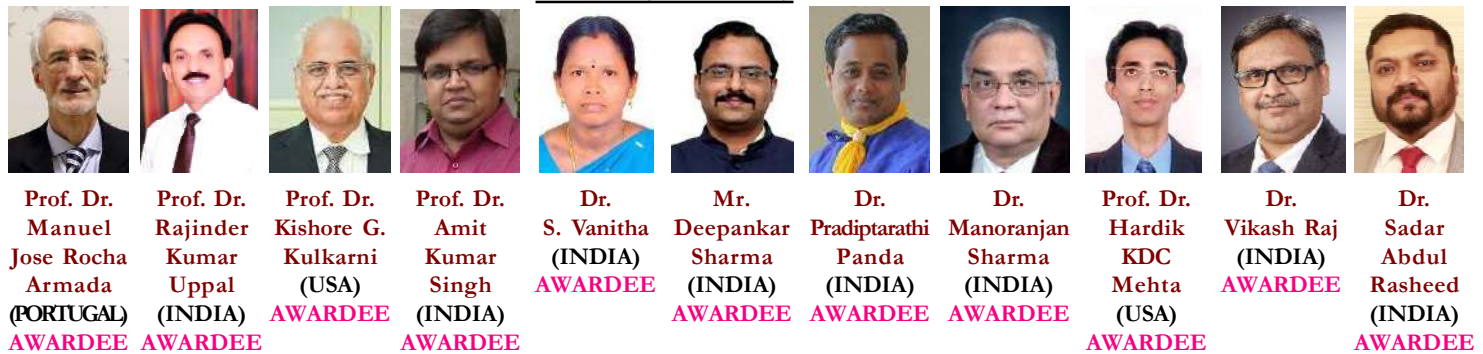 Prof. Dr.
Manuel
Jose Rocha
Armada
(PORTUGAL)
AWARDEE
Prof. Dr.
Rajinder
Kumar
Uppal
(INDIA)
AWARDEE
Prof. Dr.
Kishore G.
Kulkarni
(USA)
AWARDEE
Prof. Dr.
Amit
Kumar
Singh
(INDIA)
AWARDEE
Dr.
S. Vanitha
(INDIA)
AWARDEE
Mr.
Deepankar
Sharma
(INDIA)
AWARDEE
Dr.
Pradiptarathi
Panda
(INDIA)
AWARDEE
Dr.
Manoranjan
Sharma
(INDIA)
AWARDEE
Prof. Dr.
Hardik
KDC
Mehta
(USA)
AWARDEE
Dr.
Vikash Raj
(INDIA)
AWARDEE
Dr.
Sadar
Abdul
Rasheed
(INDIA)
AWARDEE